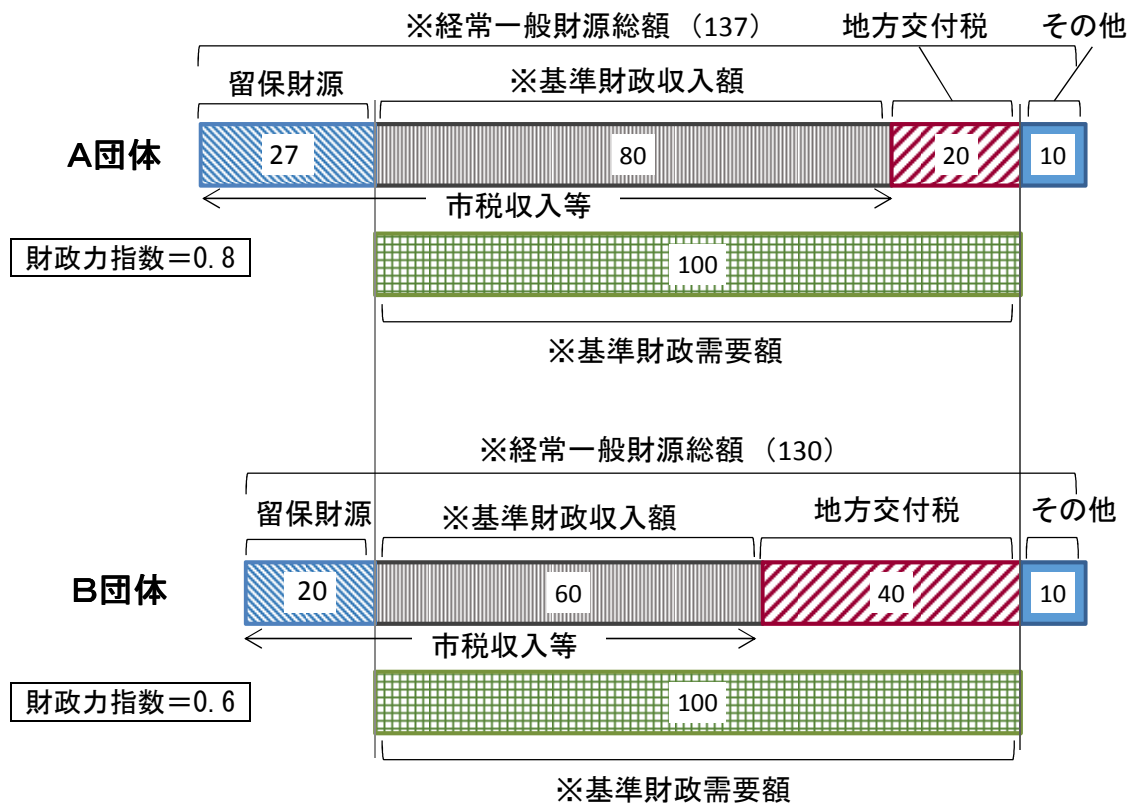 ※経常一般財源総額（137） 地方交付税 その他
留保財源 ※基準財政収入額
A団体 27 80 20 10
市税収入等
財政力指数＝0.8 100
※基準財政需要額
※経常一般財源総額（130）
留保財源 ※基準財政収入額 地方交付税 その他
B団体 20 60 40 10
市税収入等
財政力指数＝0.6 100
※基準財政需要額